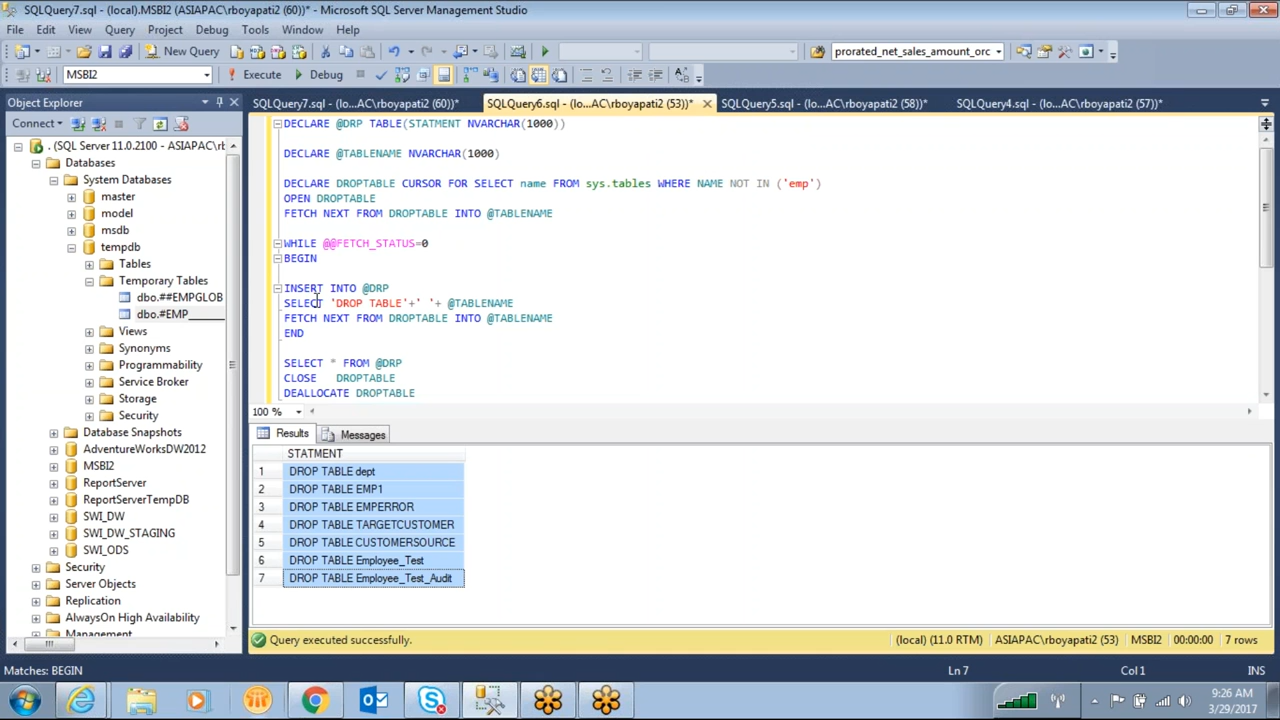 SQLQuery7.sql - (local).MSBI2 (ASIAPAC\rboyapati2 (60))* - Microsoft SQL Server Management Studio
File Edit View Query Project Debug Tools Window Help
New Query prorated_net_sales_amount_orc
MSBI2 Execute Debug
Object Explorer
SQLQuery7.sql - (lo...AC\rboyapati2 (60))* SQLQuery6.sql - (lo...AC\rboyapati2 (53))* SQLQuery5.sql - (lo...AC\rboyapati2 (58))* SQLQuery4.sql - (lo...AC\rboyapati2 (57))*
Connect
. (SQL Server 11.0.2100 - ASIAPAC\rt
Databases
System Databases
master
model
msdb
tempdb
Tables
Temporary Tables
dbo.##EMPGLOB
dbo.#EMP______
Views
Synonyms
Programmability
Service Broker
Storage
Security
Database Snapshots
AdventureWorksDW2012
MSBI2
ReportServer
ReportServerTempDB
SWI_DW
SWI_DW_STAGING
SWI_ODS
Security
Server Objects
Replication
AlwaysOn High Availability
Management
DECLARE @DRP TABLE(STATMENT NVARCHAR(1000))
DECLARE @TABLENAME NVARCHAR(1000)
DECLARE DROPTABLE CURSOR FOR SELECT name FROM sys.tables WHERE NAME NOT IN ('emp')
OPEN DROPTABLE
FETCH NEXT FROM DROPTABLE INTO @TABLENAME
WHILE @@FETCH_STATUS=0
BEGIN
INSERT INTO @DRP
SELECT 'DROP TABLE'+' '+ @TABLENAME
FETCH NEXT FROM DROPTABLE INTO @TABLENAME
END
SELECT * FROM @DRP
CLOSE DROPTABLE
DEALLOCATE DROPTABLE
100 %
Results Messages
STATMENT
1 DROP TABLE dept
2 DROP TABLE EMP1
3 DROP TABLE EMPERROR
4 DROP TABLE TARGETCUSTOMER
5 DROP TABLE CUSTOMERSOURCE
6 DROP TABLE Employee_Test
7 DROP TABLE Employee_Test_Audit
Query executed successfully. (local) (11.0 RTM) ASIAPAC\rboyapati2 (53) MSBI2 00:00:00 7 rows
Matches: BEGIN Ln 7 Col 1 INS
9:26 AM
3/29/2017